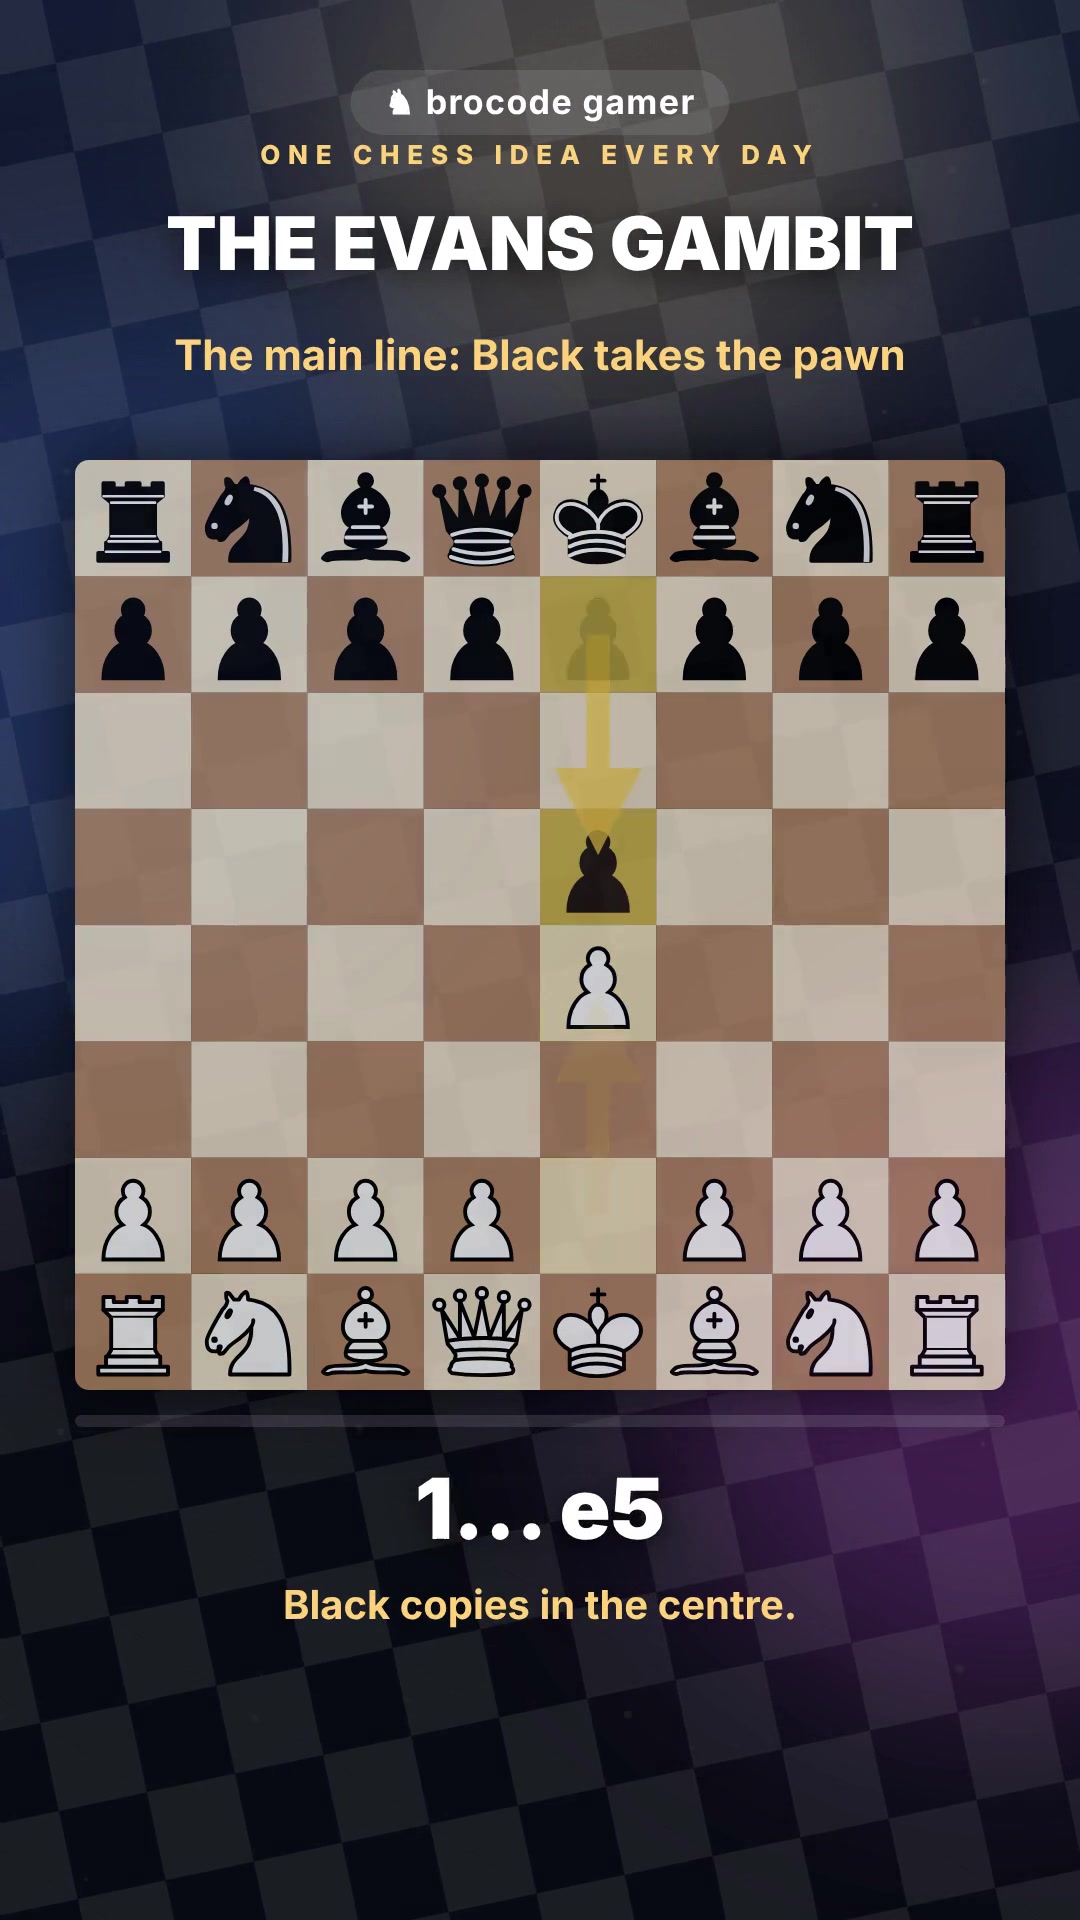 brocode gamer
ONE CHESS IDEA EVERY DAY
THE EVANS GAMBIT
The main line: Black takes the pawn
1... e5
Black copies in the centre.